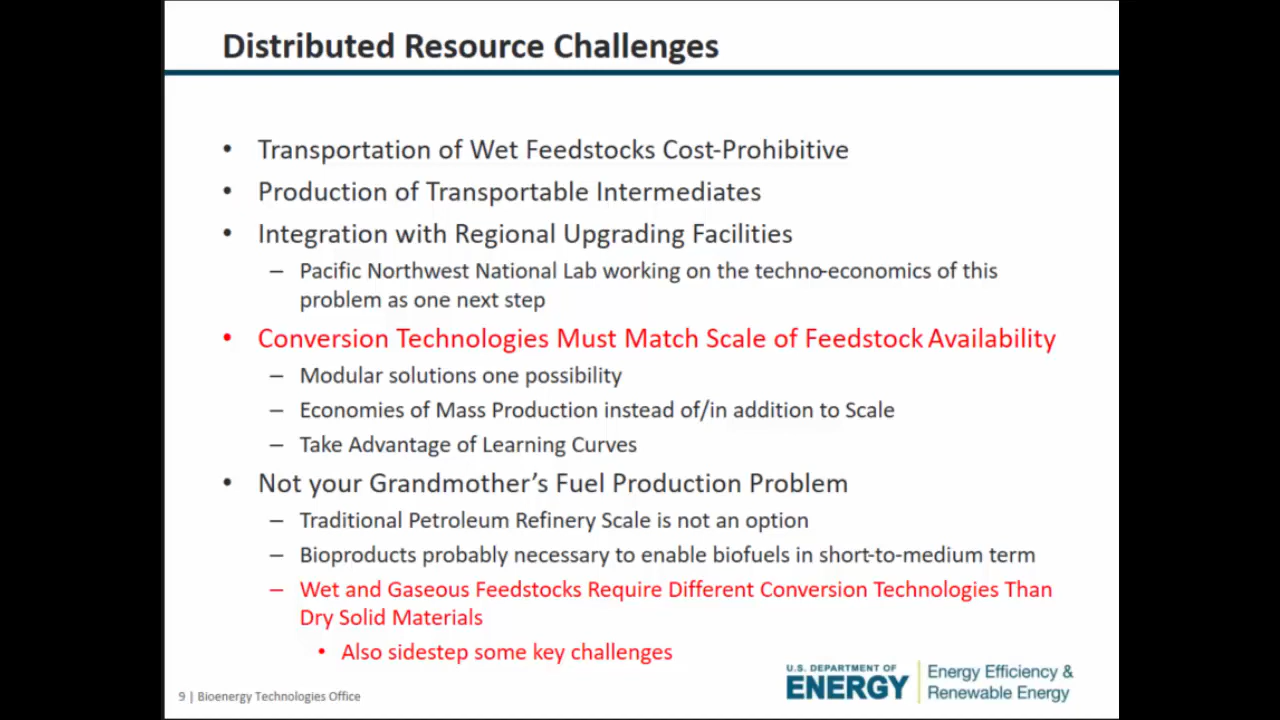 Distributed Resource Challenges
• Transportation of Wet Feedstocks Cost-Prohibitive
• Production of Transportable Intermediates
• Integration with Regional Upgrading Facilities
– Pacific Northwest National Lab working on the techno-economics of this
problem as one next step
• Conversion Technologies Must Match Scale of Feedstock Availability
– Modular solutions one possibility
– Economies of Mass Production instead of/in addition to Scale
– Take Advantage of Learning Curves
• Not your Grandmother’s Fuel Production Problem
– Traditional Petroleum Refinery Scale is not an option
– Bioproducts probably necessary to enable biofuels in short-to-medium term
– Wet and Gaseous Feedstocks Require Different Conversion Technologies Than
Dry Solid Materials
• Also sidestep some key challenges
9 | Bioenergy Technologies Office
U.S. DEPARTMENT OF
ENERGY
Energy Efficiency &
Renewable Energy